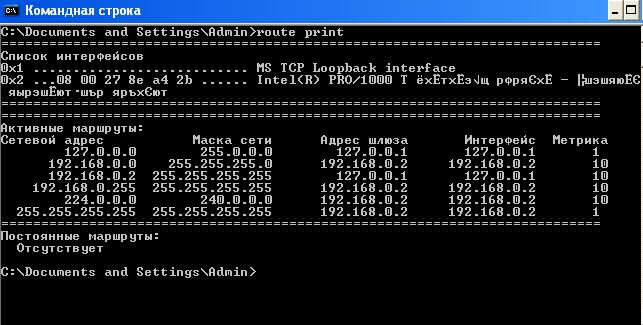 Командная строка
C:\Documents and Settings\Admin>route print
===========================================================================
Список интерфейсов
0x1 ........................... MS TCP Loopback interface
0x2 ...08 00 27 8e a4 2b ...... Intel(R) PRO/1000 T ёхЁтхЁэ√щ рфряЄхЁ - ╠шэшяюЁЄ
яырэшЁют∙шър яръхЄют
===========================================================================
===========================================================================
Активные маршруты:
Сетевой адрес Маска сети Адрес шлюза Интерфейс Метрика
127.0.0.0 255.0.0.0 127.0.0.1 127.0.0.1 1
192.168.0.0 255.255.255.0 192.168.0.2 192.168.0.2 10
192.168.0.2 255.255.255.255 127.0.0.1 127.0.0.1 10
192.168.0.255 255.255.255.255 192.168.0.2 192.168.0.2 10
224.0.0.0 240.0.0.0 192.168.0.2 192.168.0.2 10
255.255.255.255 255.255.255.255 192.168.0.2 192.168.0.2 1
===========================================================================
Постоянные маршруты:
Отсутствует
C:\Documents and Settings\Admin>